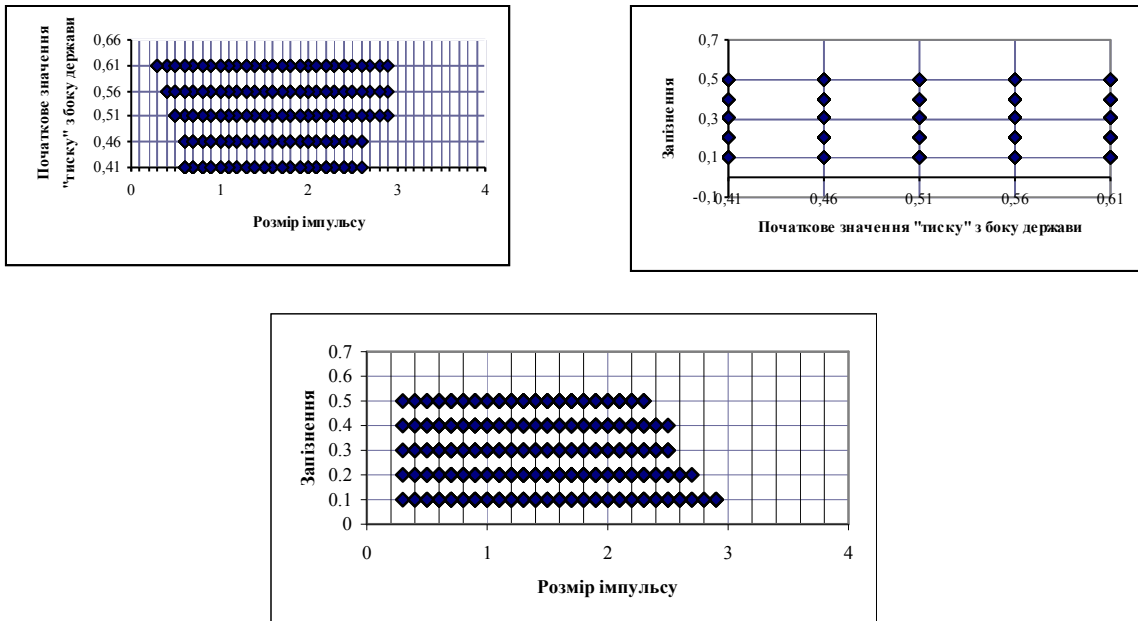 Початкове значення
"тиску" з боку держави
0,66
0,61
0,56
0,51
0,46
0,41
0 1 2 3 4
Розмір імпульсу
Запізнення
0,7
0,5
0,3
0,1
-0,1
0,41 0,46 0,51 0,56 0,61
Початкове значення "тиску" з боку держави
Запізнення
0.7
0.6
0.5
0.4
0.3
0.2
0.1
0
0 1 2 3 4
Розмір імпульсу